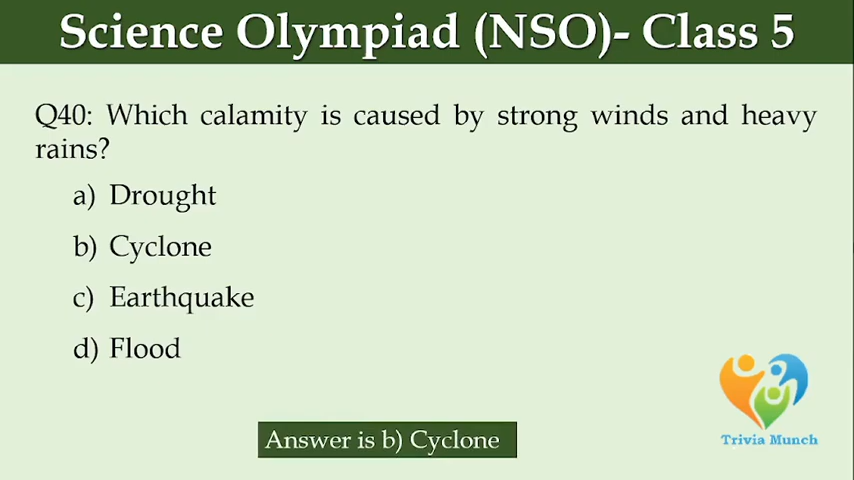 Science Olympiad (NSO)- Class 5
Q40: Which calamity is caused by strong winds and heavy
rains?
a) Drought
b) Cyclone
c) Earthquake
d) Flood
Answer is b) Cyclone
Trivia Munch